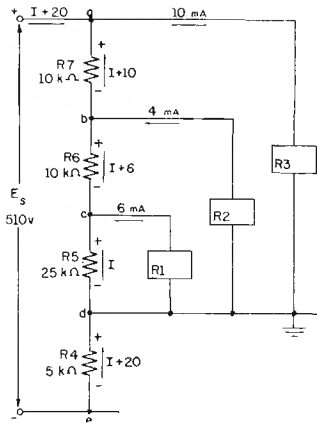 + I+20 a 10 mA
+
R7
10 kΩ I+10
-
b 4 mA
+
R6
10 kΩ I+6
-
R3
Es
510v
c 6 mA
R2
+
R5
25 kΩ I
-
R1
d
+
R4
5 kΩ I+20
-
- e